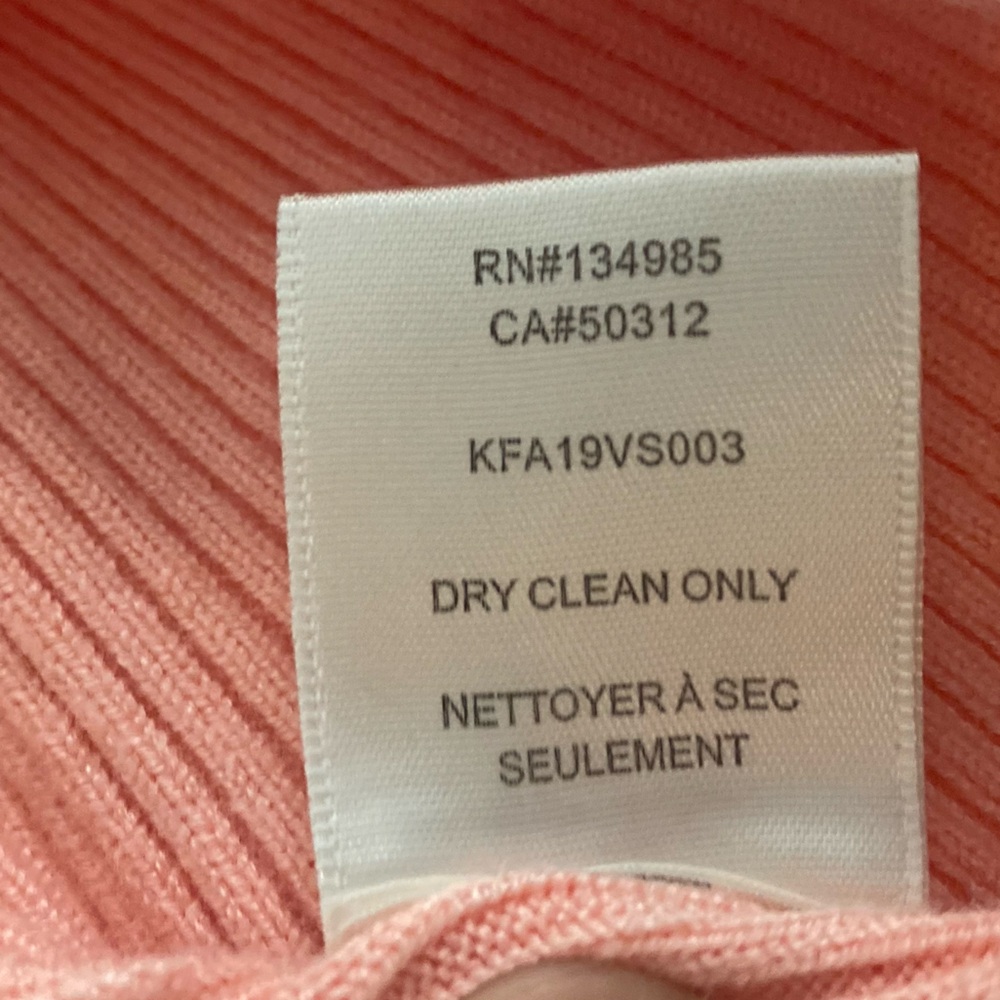 RN#134985
CA#50312
KFA19VS003
DRY CLEAN ONLY
NETTOYER À SEC
SEULEMENT